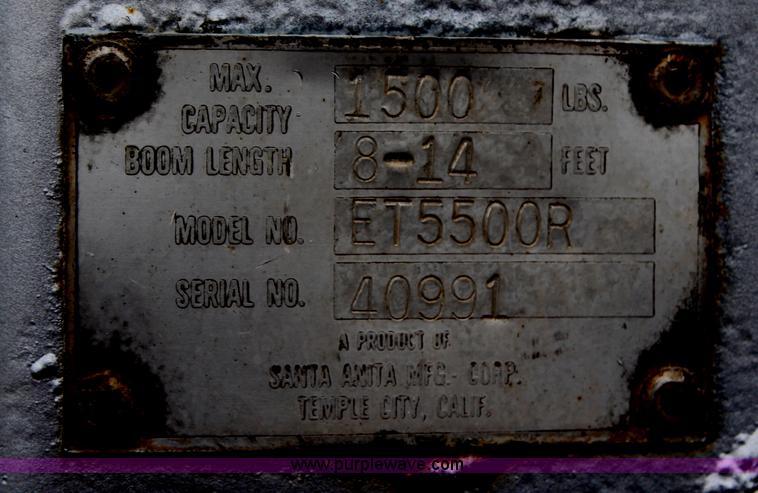 MAX.
CAPACITY 1500 LBS.
BOOM LENGTH 8-14 FEET
MODEL NO. ET5500R
SERIAL NO. 40991
A PRODUCT OF
SANTA ANITA MFG. CORP.
TEMPLE CITY, CALIF.
www.purplewave.com